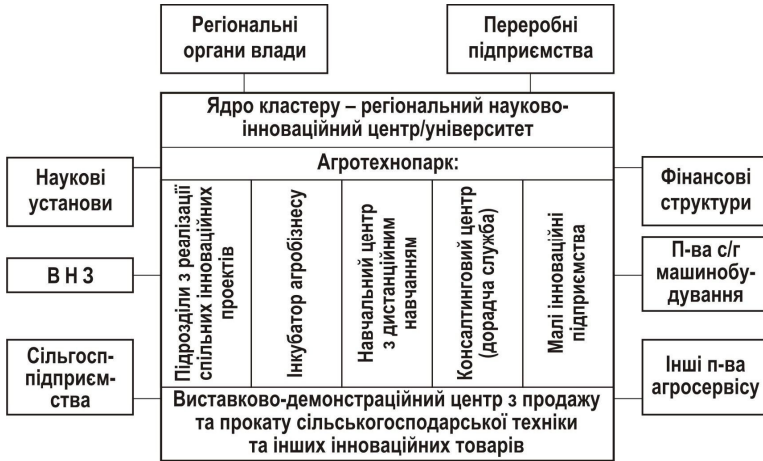 Регіональні
органи влади
Переробні
підприємства
Ядро кластеру – регіональний науково-
інноваційний центр/університет
Агротехнопарк:
Наукові
установи
В Н З
Сільгосп-
підприєм-
ства
Підрозділи з реалізації
спільних інноваційних
проектів
Інкубатор агробізнесу
Навчальний центр
з дистанційним
навчанням
Консалтинговий центр
(дорадча служба)
Малі інноваційні
підприємства
Фінансові
структури
П-ва с/г
машинобу-
дування
Інші п-ва
агросервісу
Виставково-демонстраційний центр з продажу
та прокату сільськогосподарської техніки
та інших інноваційних товарів